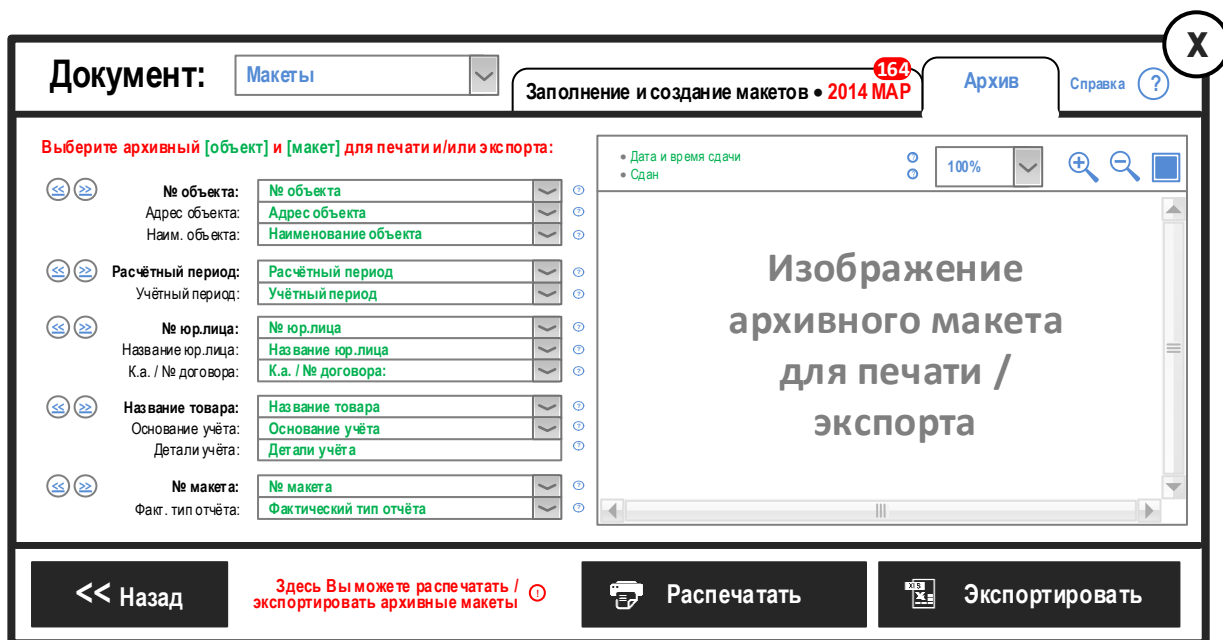 X
Документ:
Макеты
Заполнение и создание макетов • 2014 МАР
164
Архив
Справка ?
Выберите архивный [объект] и [макет] для печати и/или экспорта:
<< >> № объекта: № объекта ?
Адрес объекта: Адрес объекта ?
Наим. объекта: Наименование объекта ?
<< >> Расчётный период: Расчётный период ?
Учётный период: Учётный период ?
<< >> № юр.лица: № юр.лица ?
Название юр.лица: Название юр.лица ?
К.а. / № договора: К.а. / № договора: ?
<< >> Название товара: Название товара ?
Основание учёта: Основание учёта ?
Детали учёта: Детали учёта ?
<< >> № макета: № макета ?
Факт. тип отчёта: Фактический тип отчёта ?
• Дата и время сдачи ?
• Сдан ?
100%
Изображение
архивного макета
для печати /
экспорта
<< Назад
Здесь Вы можете распечатать /
экспортировать архивные макеты !
Распечатать
XLS
Экспортировать